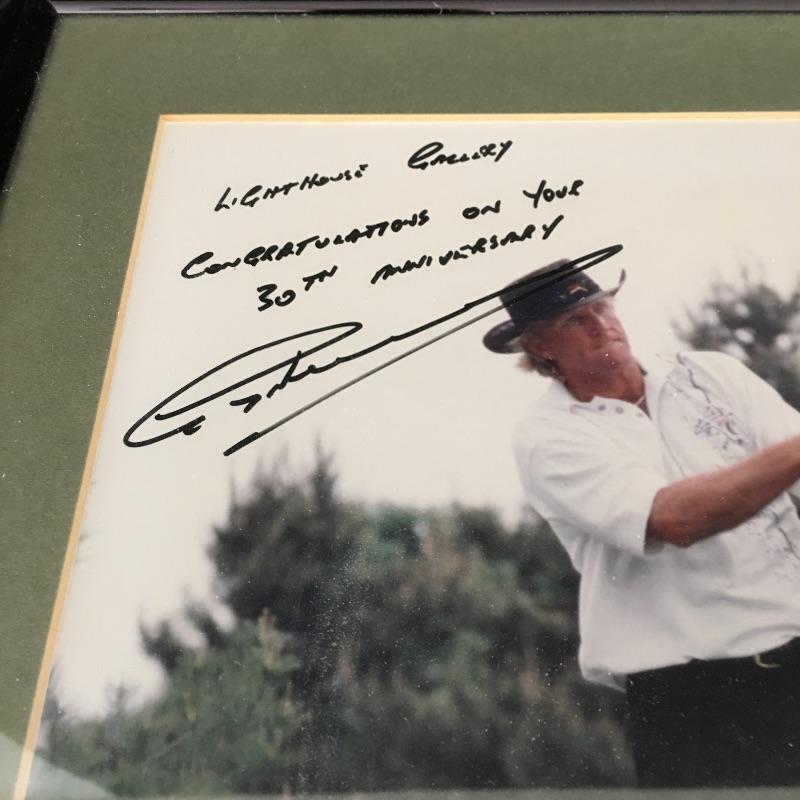 LIGHTHOUSE GALLERY
CONGRATULATIONS ON YOUR
30TH ANNIVERSARY